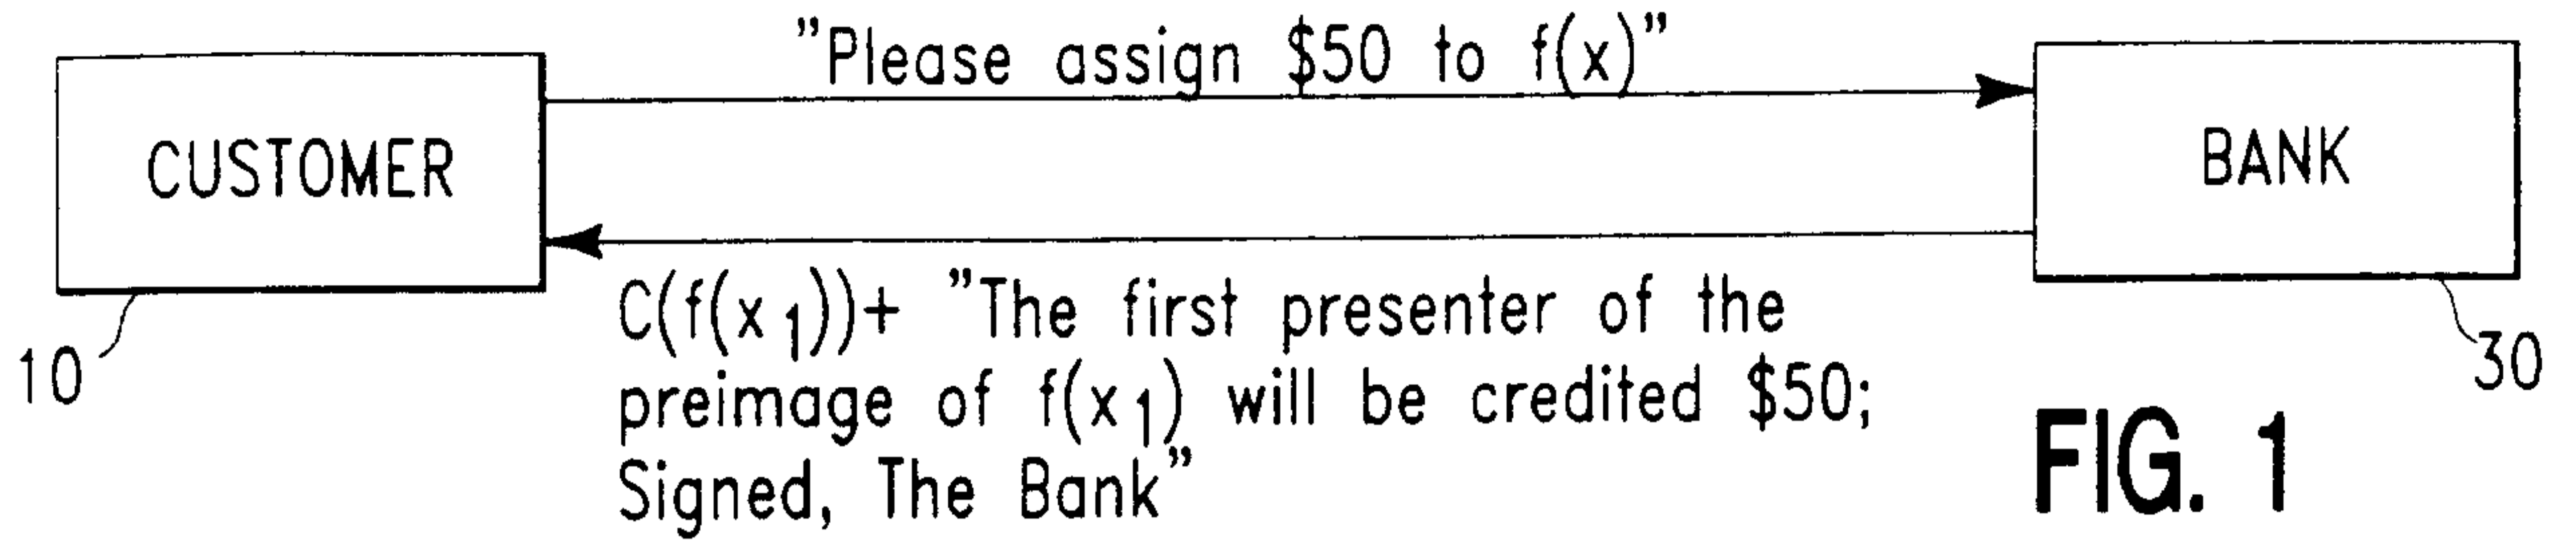 "Please assign $50 to f(x)"
CUSTOMER
BANK
C(f(x₁))+ "The first presenter of the
preimage of f(x₁) will be credited $50;
Signed, The Bank"
10
30
FIG. 1